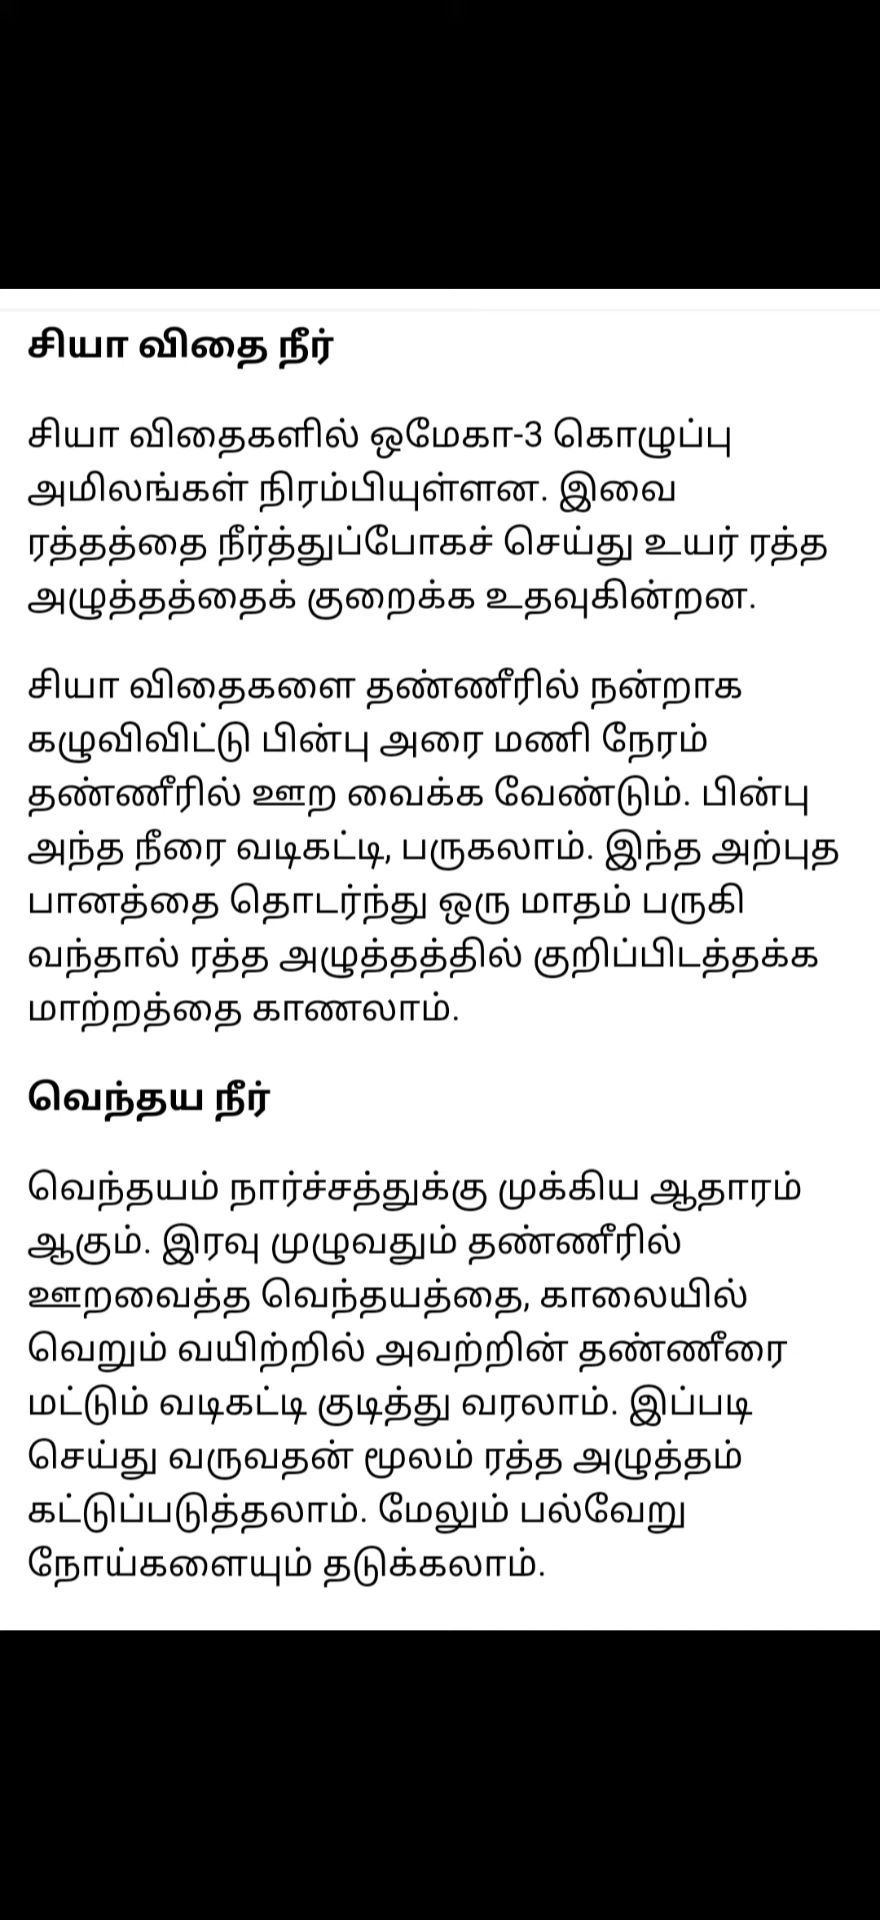 சியா விதை நீர்
சியா விதைகளில் ஒமேகா-3 கொழுப்பு
அமிலங்கள் நிரம்பியுள்ளன. இவை
ரத்தத்தை நீர்த்துப்போகச் செய்து உயர் ரத்த
அழுத்தத்தைக் குறைக்க உதவுகின்றன.
சியா விதைகளை தண்ணீரில் நன்றாக
கழுவிவிட்டு பின்பு அரை மணி நேரம்
தண்ணீரில் ஊற வைக்க வேண்டும். பின்பு
அந்த நீரை வடிகட்டி, பருகலாம். இந்த அற்புத
பானத்தை தொடர்ந்து ஒரு மாதம் பருகி
வந்தால் ரத்த அழுத்தத்தில் குறிப்பிடத்தக்க
மாற்றத்தை காணலாம்.
வெந்தய நீர்
வெந்தயம் நார்ச்சத்துக்கு முக்கிய ஆதாரம்
ஆகும். இரவு முழுவதும் தண்ணீரில்
ஊறவைத்த வெந்தயத்தை, காலையில்
வெறும் வயிற்றில் அவற்றின் தண்ணீரை
மட்டும் வடிகட்டி குடித்து வரலாம். இப்படி
செய்து வருவதன் மூலம் ரத்த அழுத்தம்
கட்டுப்படுத்தலாம். மேலும் பல்வேறு
நோய்களையும் தடுக்கலாம்.